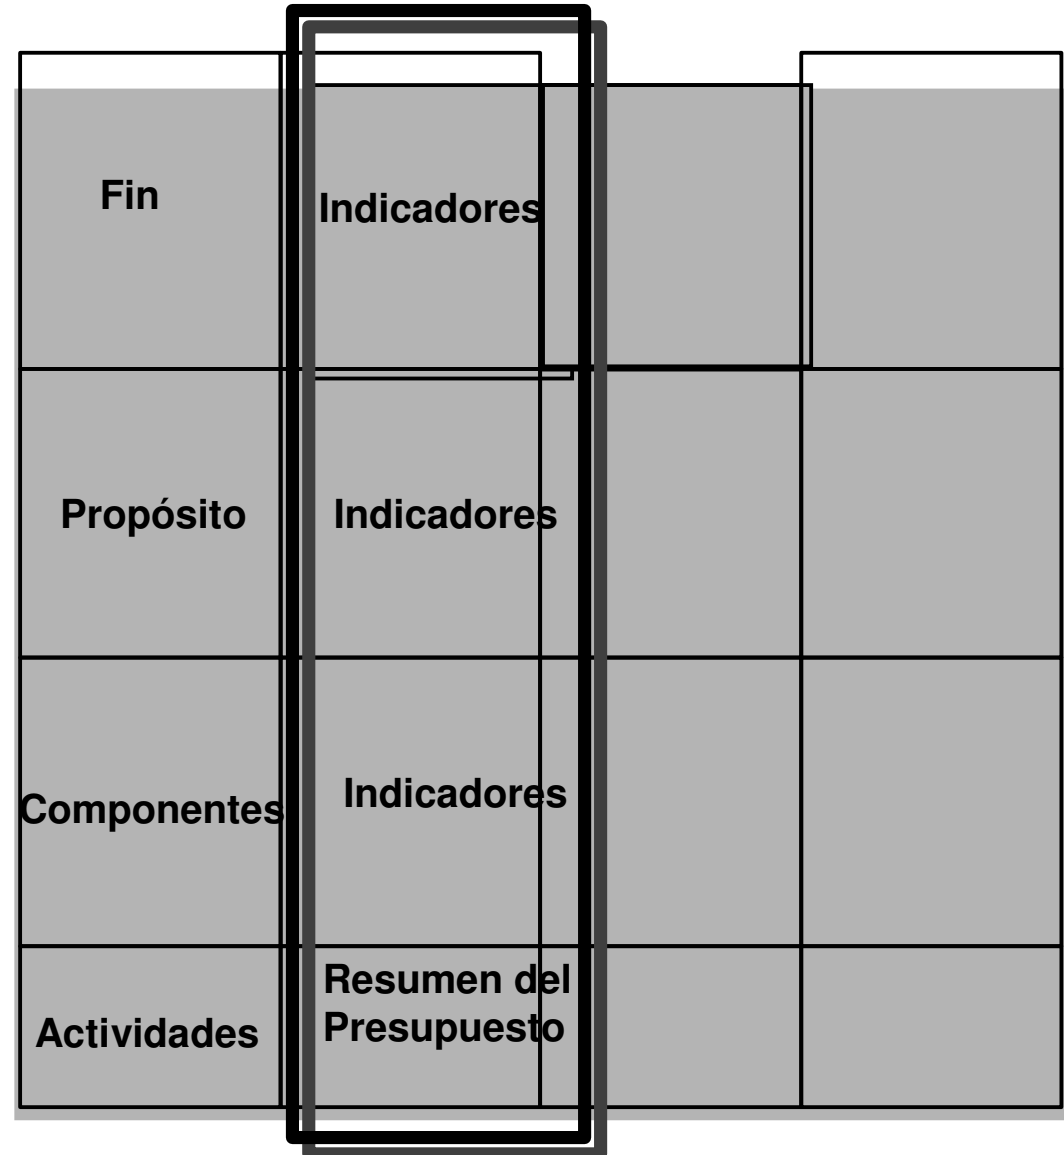 Fin
Indicadores
Propósito
Indicadores
Componentes
Indicadores
Actividades
Resumen del
Presupuesto